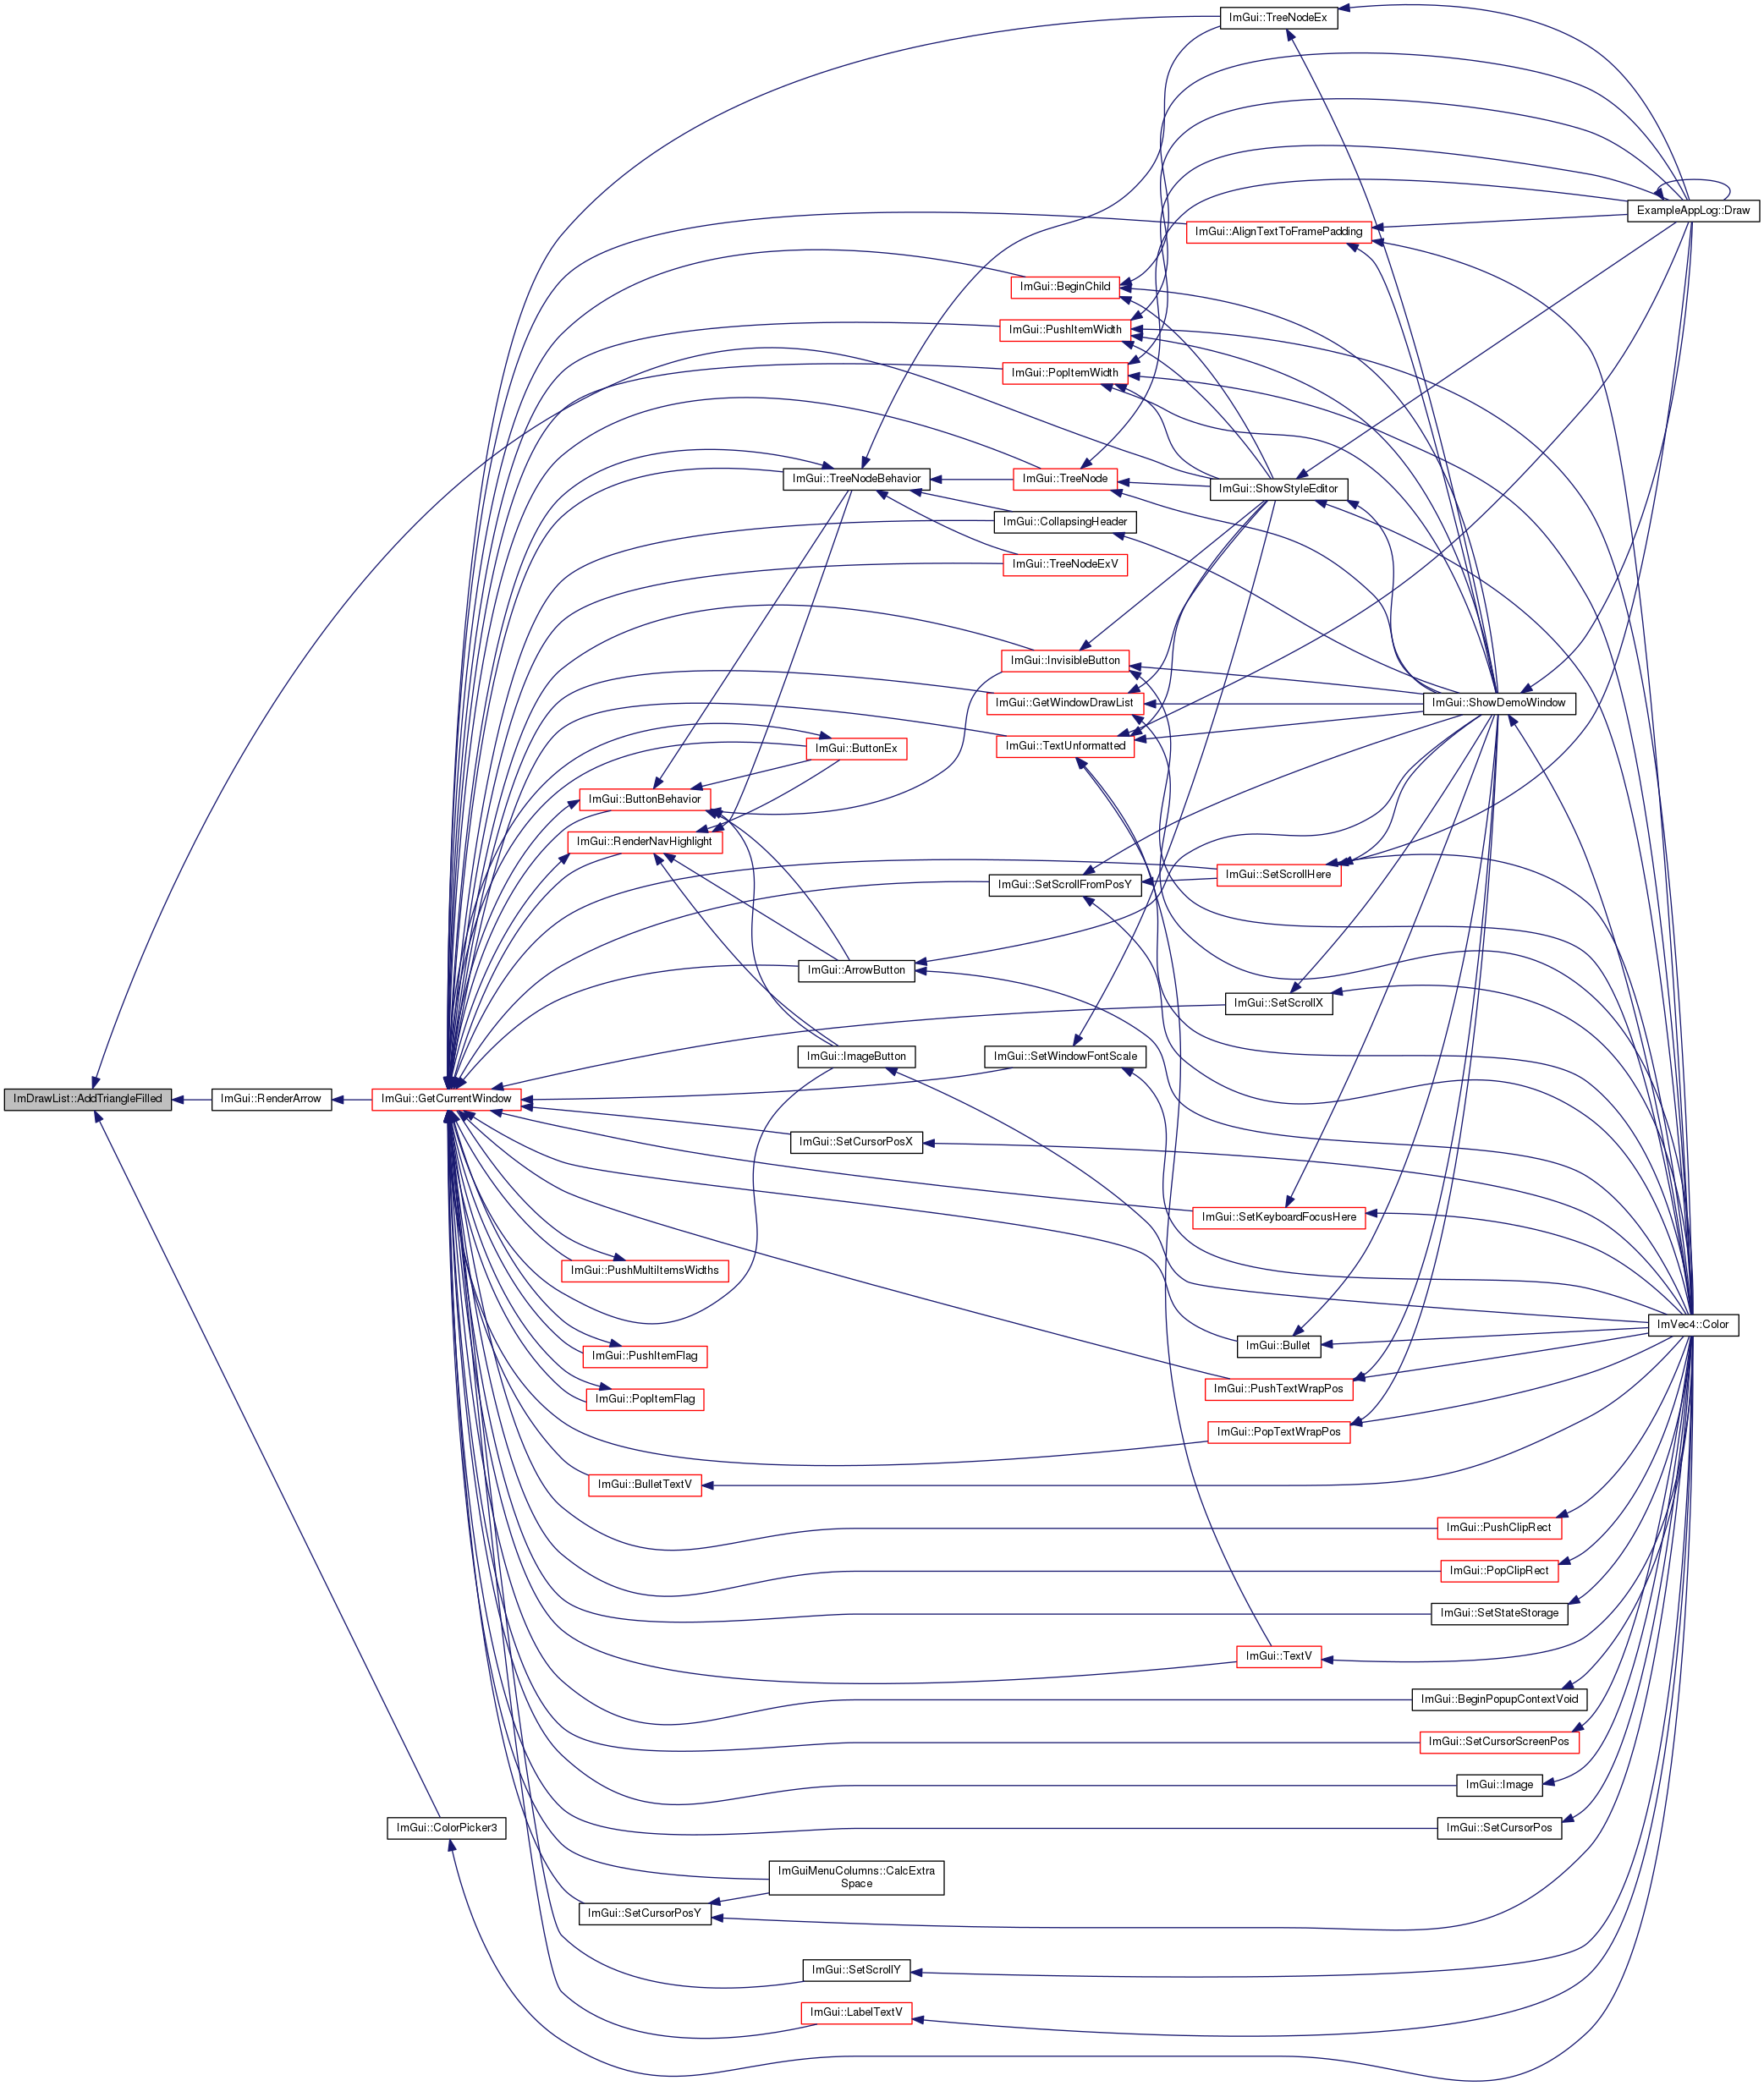 ImGui::TreeNodeEx
ExampleAppLog::Draw
ImGui::AlignTextToFramePadding
ImGui::BeginChild
ImGui::PushItemWidth
ImGui::PopItemWidth
ImGui::TreeNodeBehavior
ImGui::TreeNode
ImGui::ShowStyleEditor
ImGui::CollapsingHeader
ImGui::TreeNodeExV
ImGui::InvisibleButton
ImGui::GetWindowDrawList
ImGui::ShowDemoWindow
ImGui::TextUnformatted
ImGui::ButtonEx
ImGui::ButtonBehavior
ImGui::RenderNavHighlight
ImGui::SetScrollHere
ImGui::SetScrollFromPosY
ImGui::ArrowButton
ImGui::SetScrollX
ImGui::ImageButton
ImGui::SetWindowFontScale
ImDrawList::AddTriangleFilled
ImGui::RenderArrow
ImGui::GetCurrentWindow
ImGui::SetCursorPosX
ImGui::SetKeyboardFocusHere
ImGui::PushMultiItemsWidths
ImVec4::Color
ImGui::Bullet
ImGui::PushItemFlag
ImGui::PushTextWrapPos
ImGui::PopItemFlag
ImGui::PopTextWrapPos
ImGui::BulletTextV
ImGui::PushClipRect
ImGui::PopClipRect
ImGui::SetStateStorage
ImGui::TextV
ImGui::BeginPopupContextVoid
ImGui::SetCursorScreenPos
ImGui::Image
ImGui::ColorPicker3
ImGui::SetCursorPos
ImGuiMenuColumns::CalcExtra
Space
ImGui::SetCursorPosY
ImGui::SetScrollY
ImGui::LabelTextV